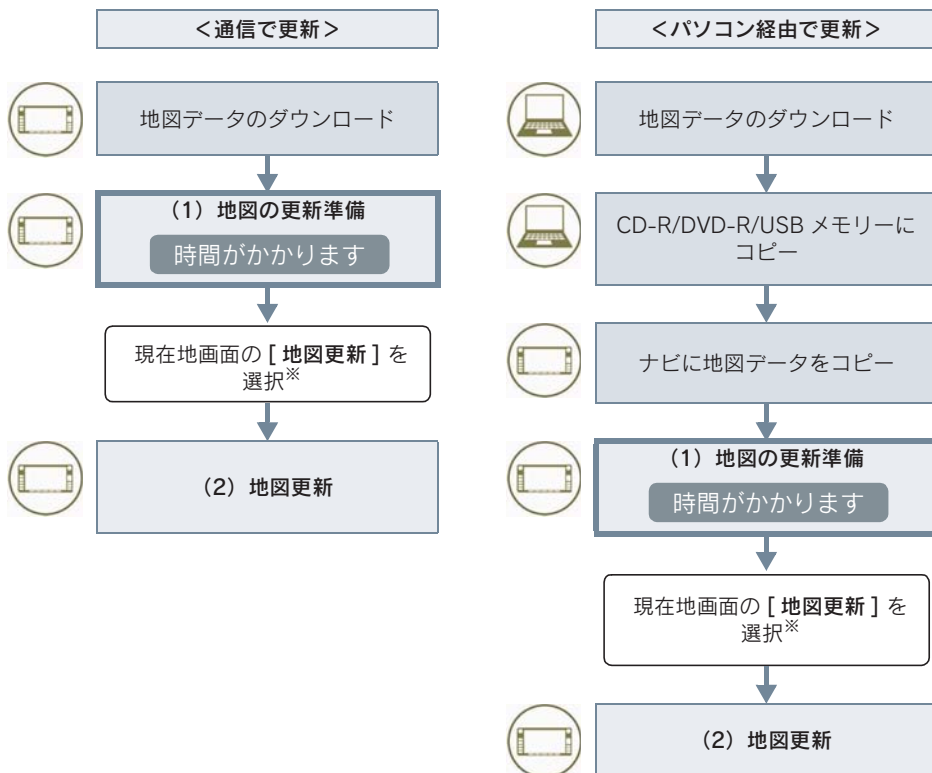 ＜通信で更新＞
地図データのダウンロード
（1）地図の更新準備
時間がかかります
現在地画面の [ 地図更新 ] を
選択※
（2）地図更新
＜パソコン経由で更新＞
地図データのダウンロード
CD-R/DVD-R/USB メモリーに
コピー
ナビに地図データをコピー
（1）地図の更新準備
時間がかかります
現在地画面の [ 地図更新 ] を
選択※
（2）地図更新